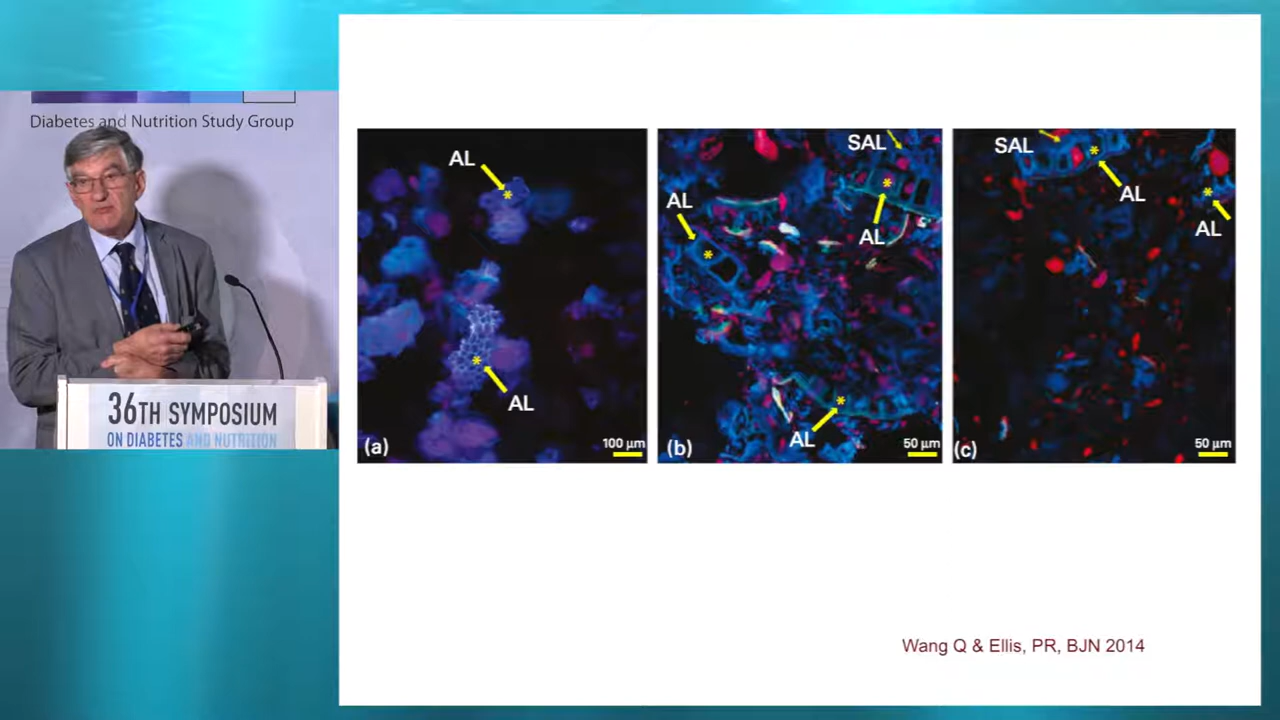 Diabetes and Nutrition Study Group
36TH SYMPOSIUM
ON DIABETES AND NUTRITION
AL
AL
(a)
100 µm
SAL
AL
AL
AL
(b)
50 µm
SAL
AL
AL
(c)
50 µm
Wang Q & Ellis, PR, BJN 2014